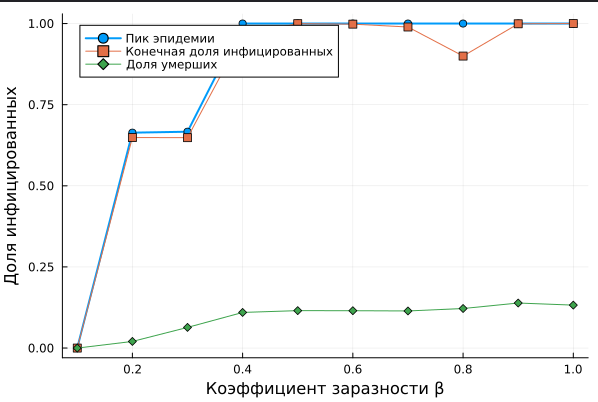 1.00
0.75
0.50
0.25
0.00
Доля инфицированных
Пик эпидемии
Конечная доля инфицированных
Доля умерших
0.2 0.4 0.6 0.8 1.0
Коэффициент заразности β